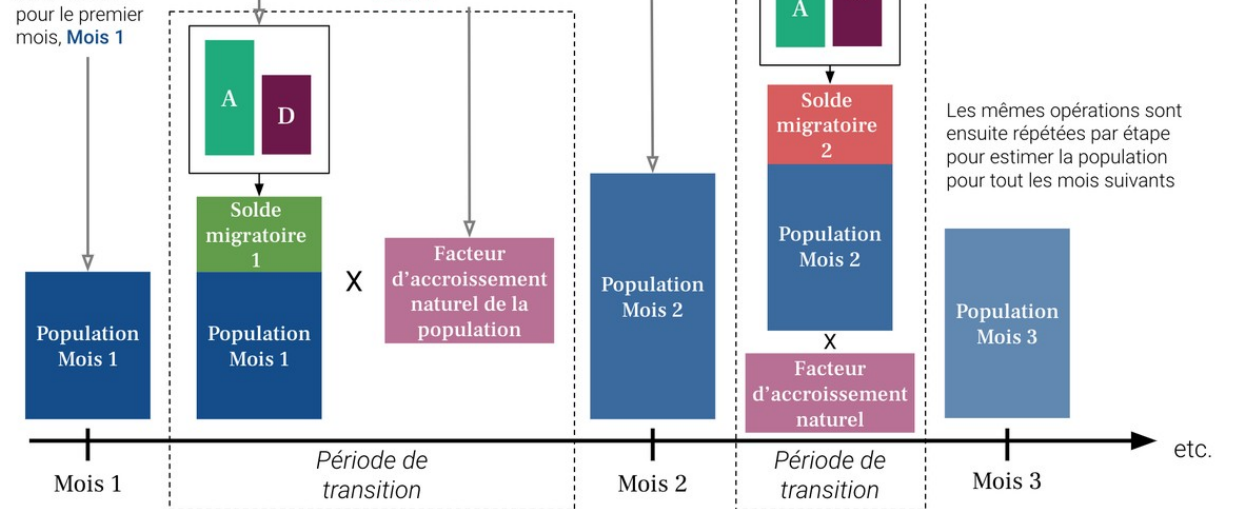 pour le premier
mois, Mois 1
A
D
Solde
migratoire
1
Population
Mois 1
Population
Mois 1
X
Facteur
d'accroissement
naturel de la
population
Population
Mois 2
A
Solde
migratoire
2
Population
Mois 2
X
Facteur
d'accroissement
naturel
Les mêmes opérations sont
ensuite répétées par étape
pour estimer la population
pour tout les mois suivants
Population
Mois 3
Mois 1
Période de
transition
Mois 2
Période de
transition
Mois 3
etc.